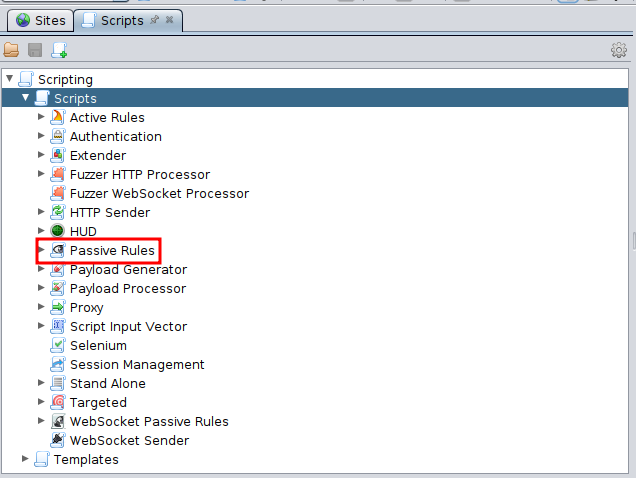 Sites
Scripts
Scripting
Scripts
Active Rules
Authentication
Extender
Fuzzer HTTP Processor
Fuzzer WebSocket Processor
HTTP Sender
HUD
Passive Rules
Payload Generator
Payload Processor
Proxy
Script Input Vector
Selenium
Session Management
Stand Alone
Targeted
WebSocket Passive Rules
WebSocket Sender
Templates